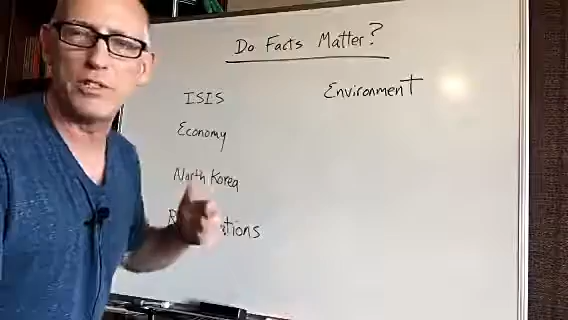 Do Facts Matter?
ISIS
Environment
Economy
North Korea